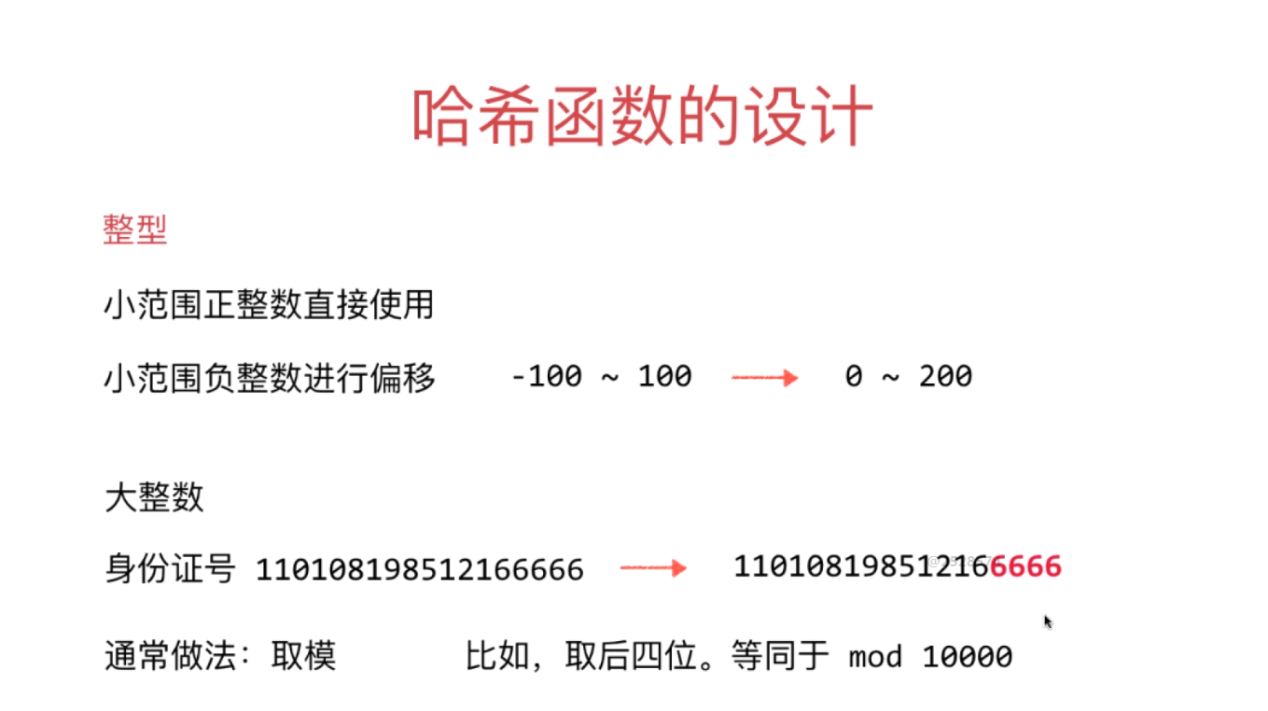 哈希函数的设计
整型
小范围正整数直接使用
小范围负整数进行偏移 -100 ~ 100 0 ~ 200
大整数
身份证号 110108198512166666 110108198512166666
通常做法：取模 比如，取后四位。等同于 mod 10000